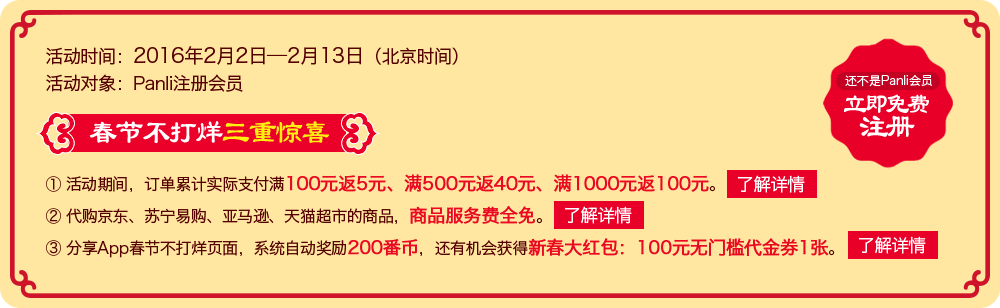 活动时间：2016年2月2日—2月13日（北京时间）
活动对象：Panli注册会员
还不是Panli会员
立即免费
注册
春节不打烊三重惊喜
① 活动期间，订单累计实际支付满100元返5元、满500元返40元、满1000元返100元。 了解详情
② 代购京东、苏宁易购、亚马逊、天猫超市的商品，商品服务费全免。 了解详情
③ 分享App春节不打烊页面，系统自动奖励200番币，还有机会获得新春大红包：100元无门槛代金券1张。 了解详情